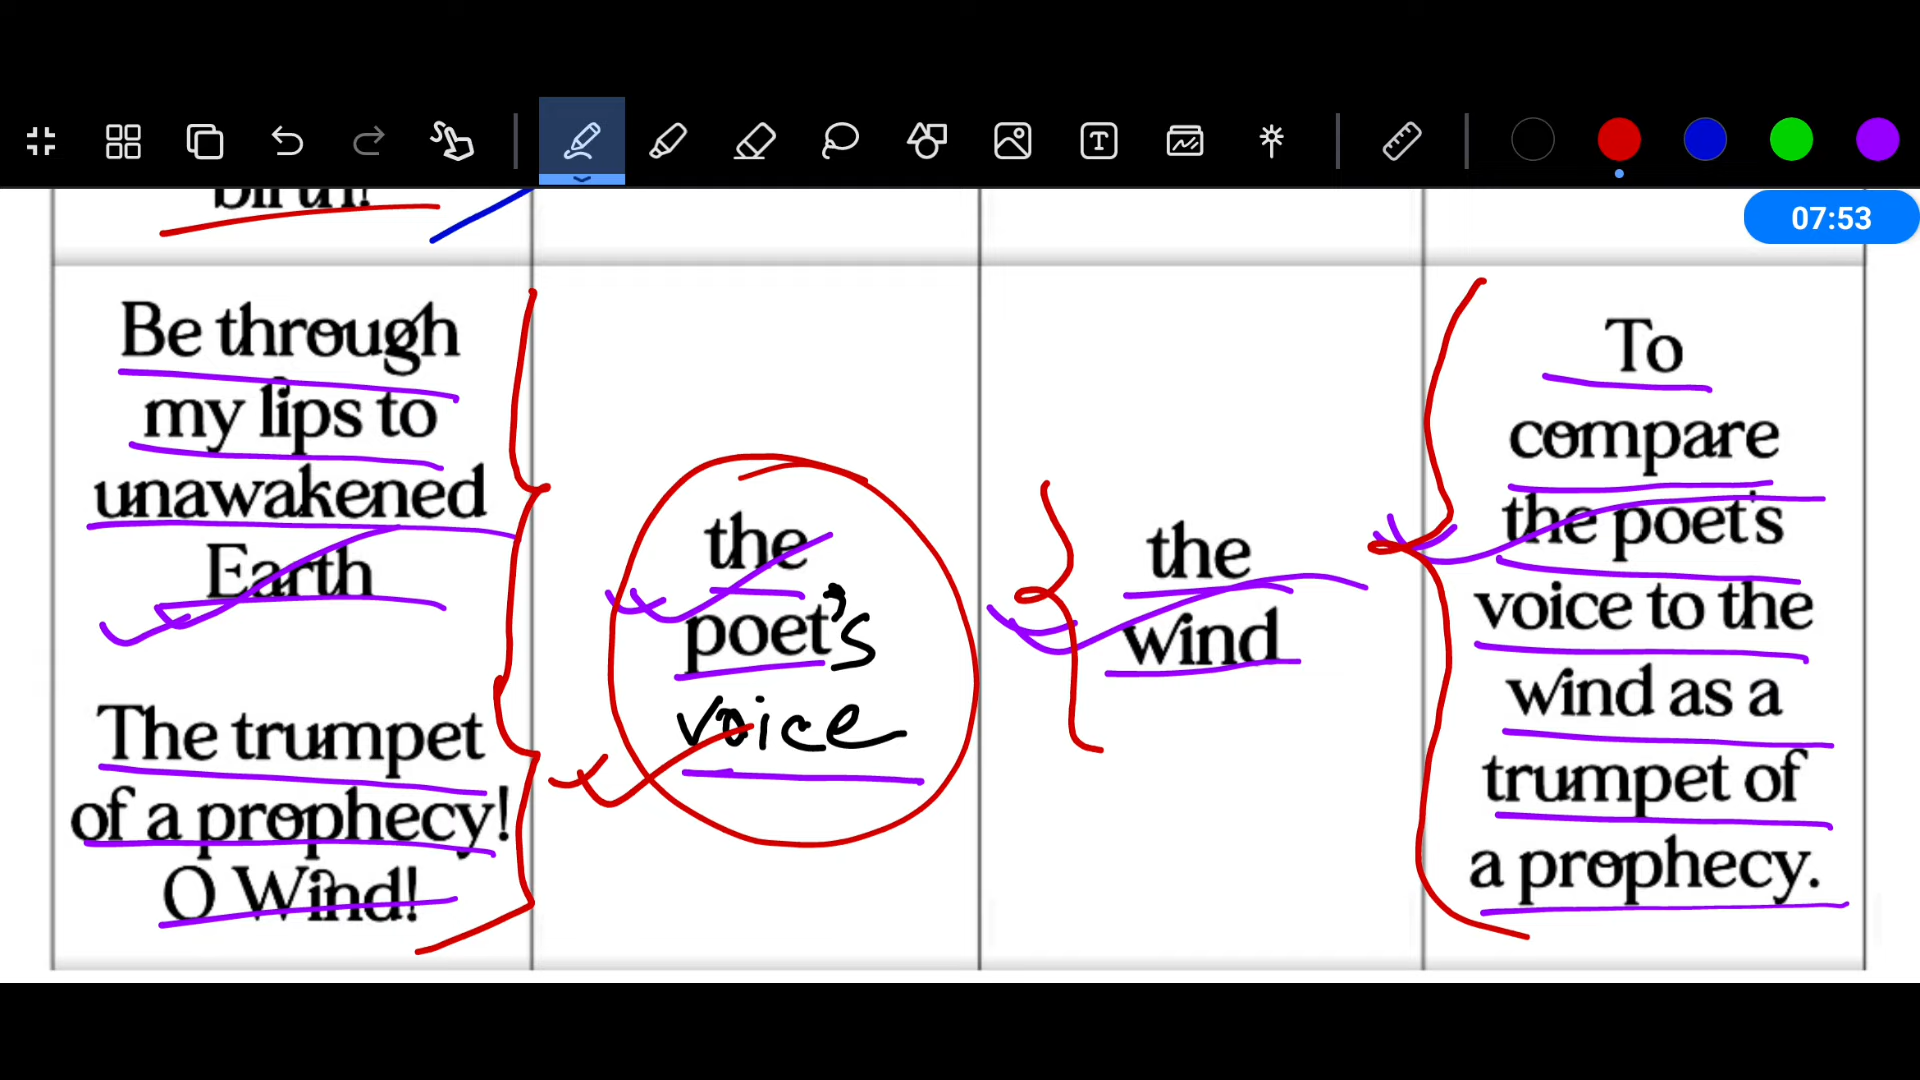 birth!
07:53
Be through
my lips to
unawakened
Earth
The trumpet
of a prophecy!
O Wind!
the
poet's
voice
the
wind
To
compare
the poet's
voice to the
wind as a
trumpet of
a prophecy.